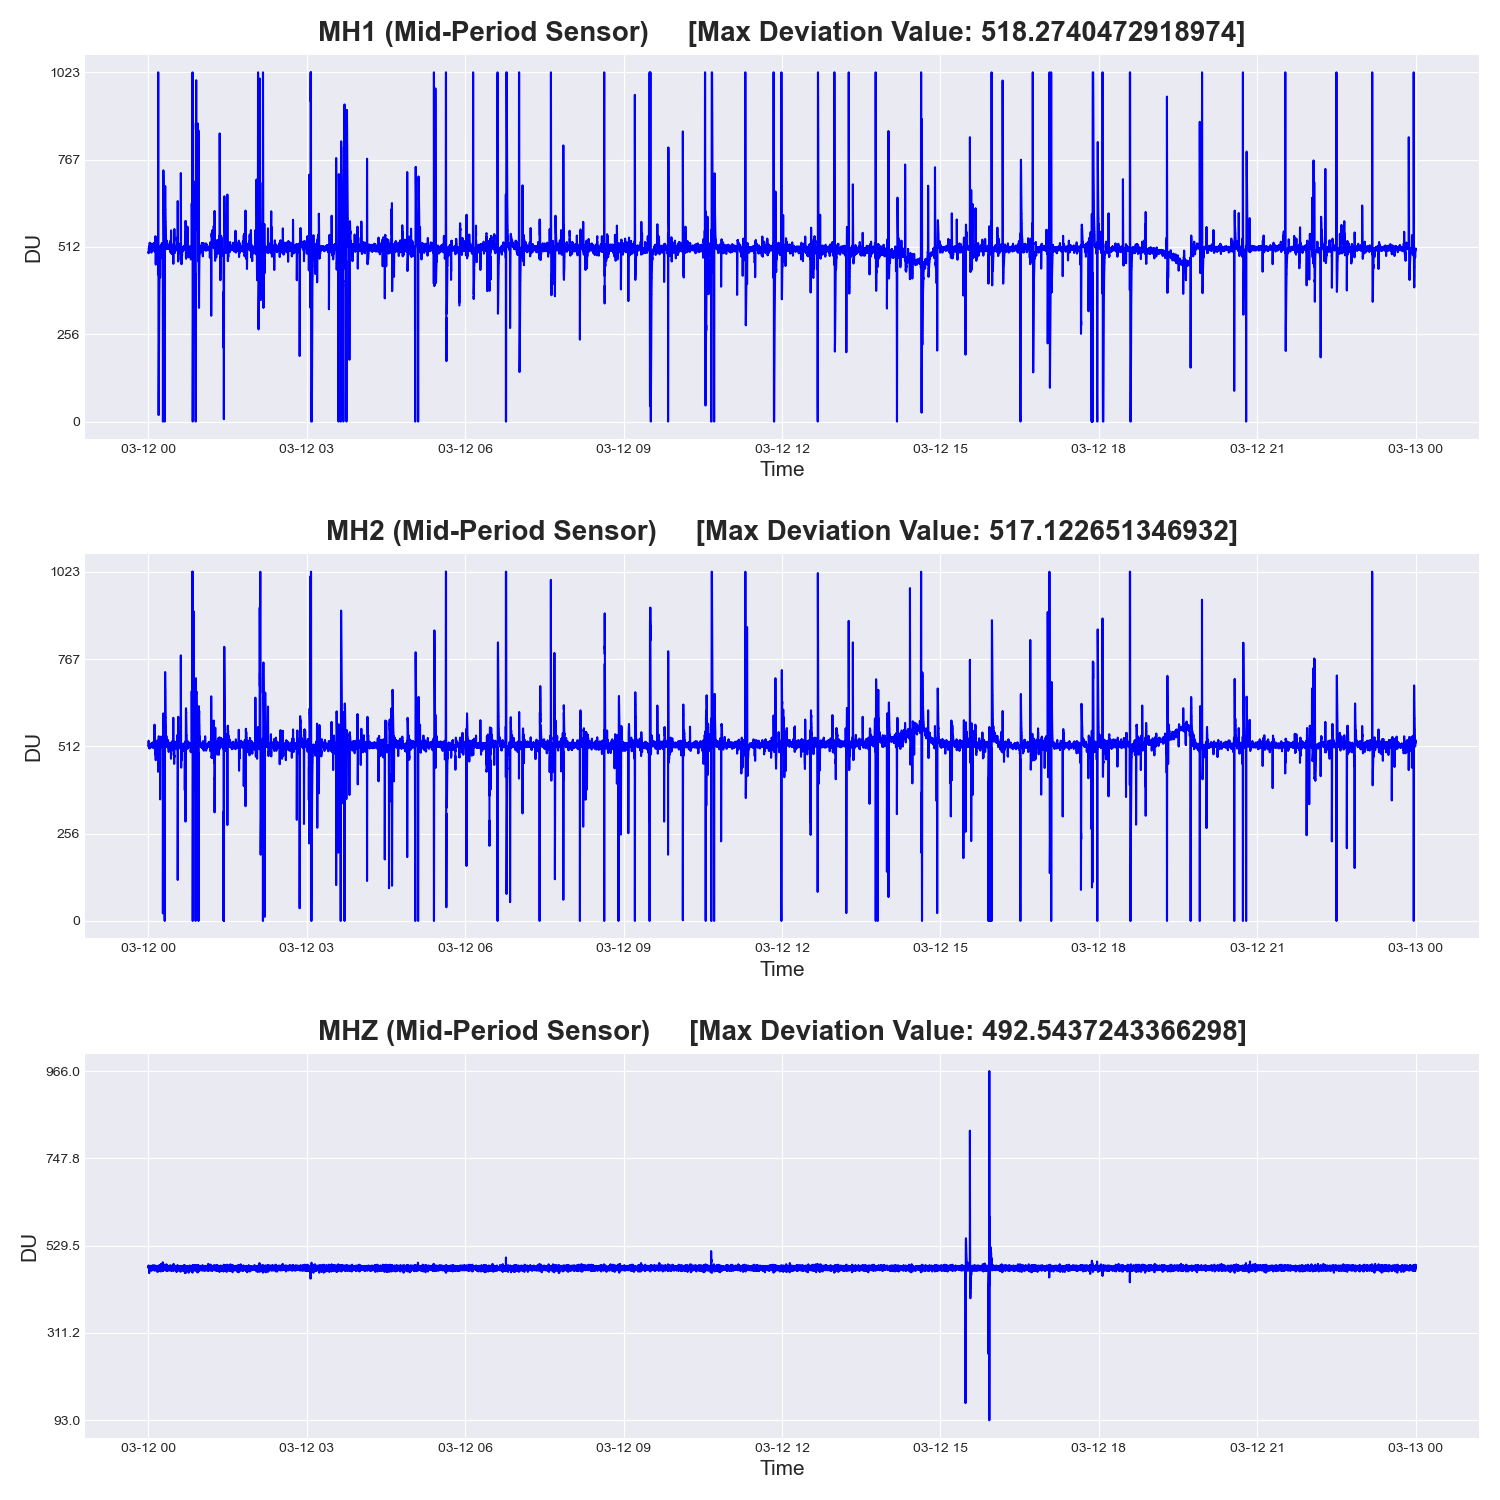 MH1 (Mid-Period Sensor) [Max Deviation Value: 518.2740472918974]
1023
767
512
256
0
DU
03-12 00 03-12 03 03-12 06 03-12 09 03-12 12 03-12 15 03-12 18 03-12 21 03-13 00
Time
MH2 (Mid-Period Sensor) [Max Deviation Value: 517.122651346932]
1023
767
512
256
0
DU
03-12 00 03-12 03 03-12 06 03-12 09 03-12 12 03-12 15 03-12 18 03-12 21 03-13 00
Time
MHZ (Mid-Period Sensor) [Max Deviation Value: 492.5437243366298]
966.0
747.8
529.5
311.2
93.0
DU
03-12 00 03-12 03 03-12 06 03-12 09 03-12 12 03-12 15 03-12 18 03-12 21 03-13 00
Time